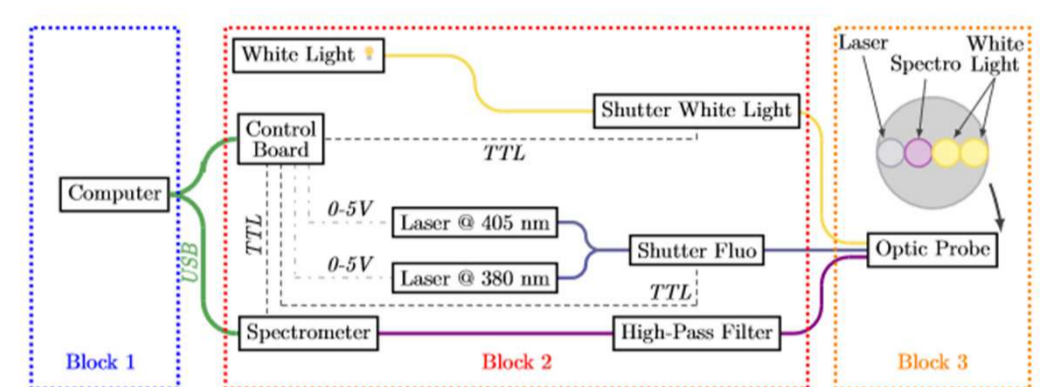 White Light
Shutter White Light
Control
Board
TTL
Computer
USB
TTL
0-5V
Laser @ 405 nm
0-5V
Laser @ 380 nm
Shutter Fluo
TTL
Spectrometer
High-Pass Filter
Laser
Spectro
White
Light
Optic Probe
Block 1
Block 2
Block 3